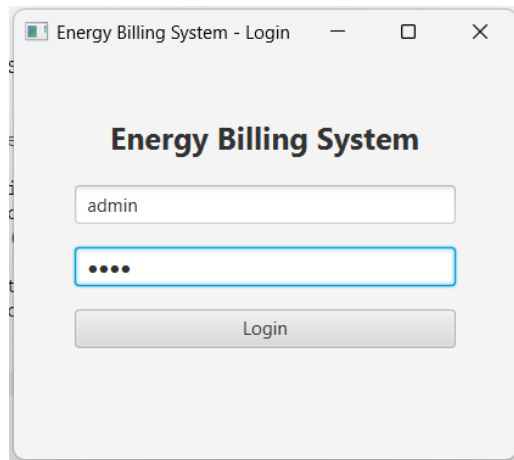 Energy Billing System - Login
Energy Billing System
admin
••••
Login